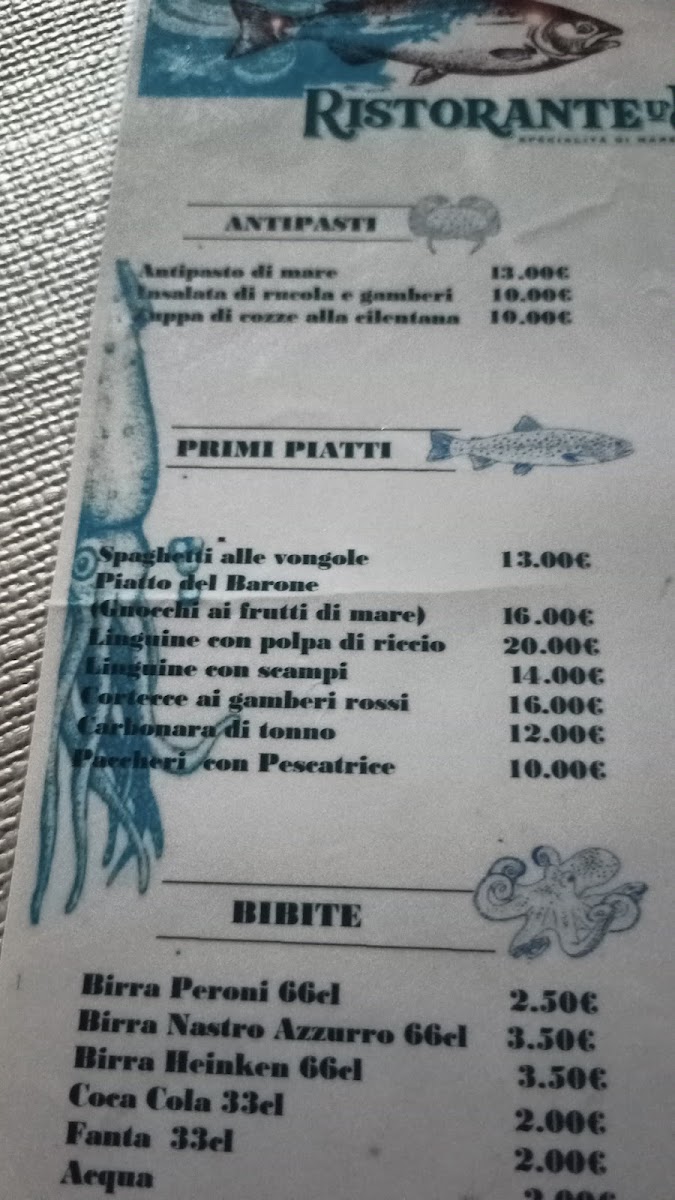 RISTORANTE
SPECIALITÀ DI MARE
ANTIPASTI
Antipasto di mare 13.00€
Insalata di rucola e gamberi 10.00€
Zuppa di cozze alla cilentana 10.00€
PRIMI PIATTI
Spaghetti alle vongole 13.00€
Piatto del Barone
(Gnocchi ai frutti di mare) 16.00€
Linguine con polpa di riccio 20.00€
Linguine con scampi 14.00€
Cortecce ai gamberi rossi 16.00€
Carbonara di tonno 12.00€
Paccheri con Pescatrice 10.00€
BIBITE
Birra Peroni 66cl 2.50€
Birra Nastro Azzurro 66cl 3.50€
Birra Heinken 66cl 3.50€
Coca Cola 33cl 2.00€
Fanta 33cl 2.00€
Acqua